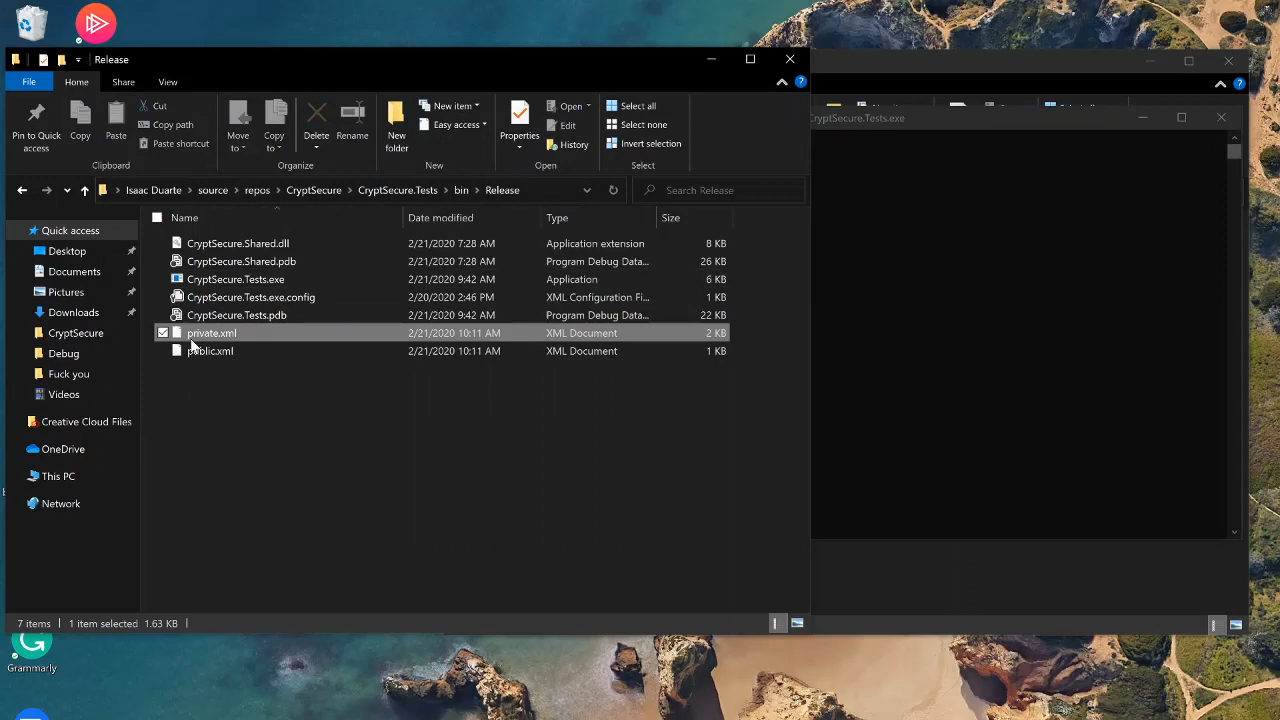 Release
File Home Share View
Pin to Quick access
Copy
Paste
Cut
Copy path
Paste shortcut
Clipboard
Move to
Copy to
Delete
Rename
Organize
New folder
New item
Easy access
New
Properties
Open
Edit
History
Open
Select all
Select none
Invert selection
Select
Isaac Duarte > source > repos > CryptSecure > CryptSecure.Tests > bin > Release
Search Release
Name Date modified Type Size
CryptSecure.Shared.dll 2/21/2020 7:28 AM Application extension 8 KB
CryptSecure.Shared.pdb 2/21/2020 7:28 AM Program Debug Data... 26 KB
CryptSecure.Tests.exe 2/21/2020 9:42 AM Application 6 KB
CryptSecure.Tests.exe.config 2/20/2020 2:46 PM XML Configuration Fi... 1 KB
CryptSecure.Tests.pdb 2/21/2020 9:42 AM Program Debug Data... 22 KB
private.xml 2/21/2020 10:11 AM XML Document 2 KB
public.xml 2/21/2020 10:11 AM XML Document 1 KB
Quick access
Desktop
Documents
Pictures
Downloads
CryptSecure
Debug
Fuck you
Videos
Creative Cloud Files
OneDrive
This PC
Network
7 items 1 item selected 1.63 KB
CryptSecure.Tests.exe
Grammarly